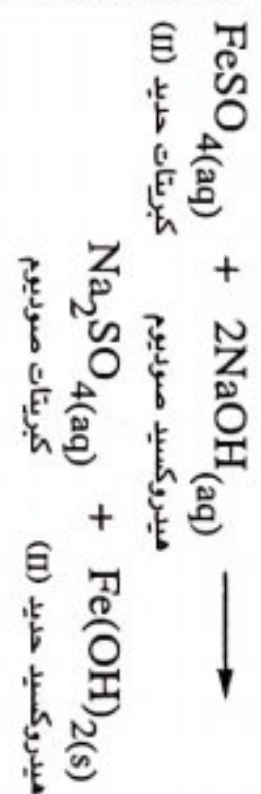 FeSO₄(aq) + 2NaOH(aq) ⟶
كبريتات حديد (II) هيدروكسيد صوديوم
Na₂SO₄(aq) + Fe(OH)₂(s)
كبريتات صوديوم هيدروكسيد حديد (II)